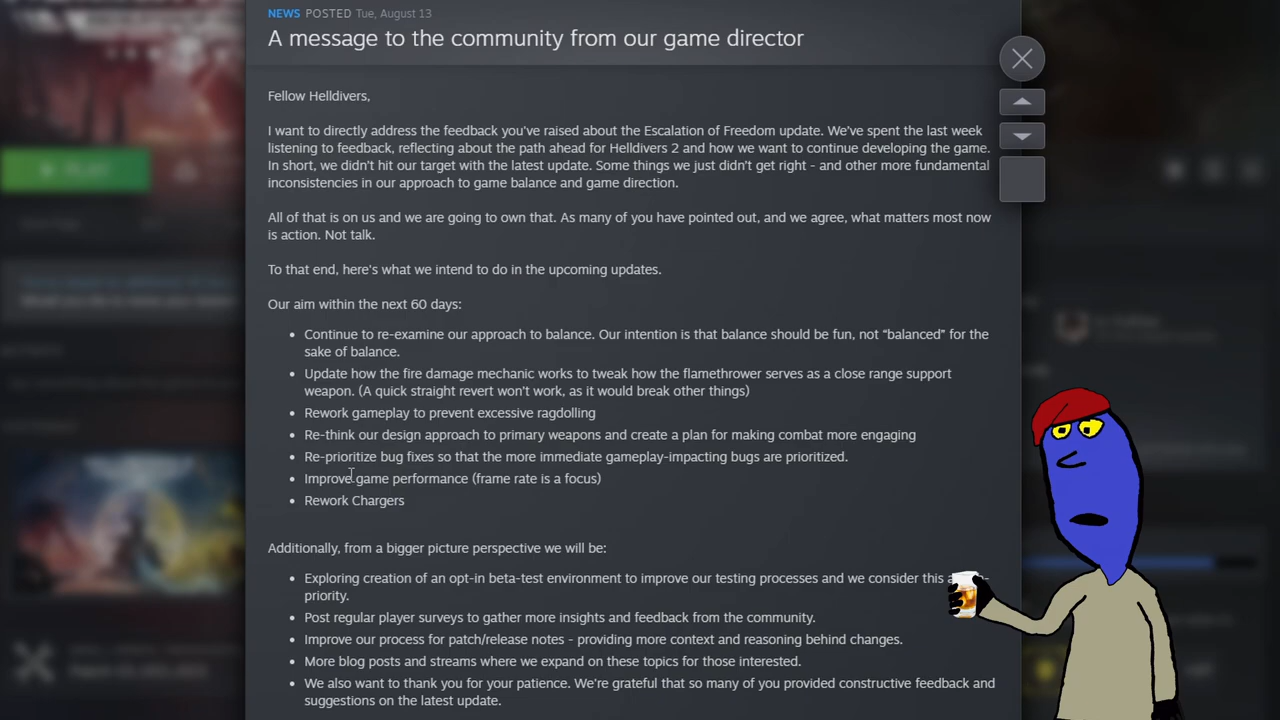 NEWS POSTED Tue, August 13
A message to the community from our game director
Fellow Helldivers,
I want to directly address the feedback you've raised about the Escalation of Freedom update. We've spent the last week
listening to feedback, reflecting about the path ahead for Helldivers 2 and how we want to continue developing the game.
In short, we didn't hit our target with the latest update. Some things we just didn't get right - and other more fundamental
inconsistencies in our approach to game balance and game direction.
All of that is on us and we are going to own that. As many of you have pointed out, and we agree, what matters most now
is action. Not talk.
To that end, here's what we intend to do in the upcoming updates.
Our aim within the next 60 days:
• Continue to re-examine our approach to balance. Our intention is that balance should be fun, not “balanced” for the
sake of balance.
• Update how the fire damage mechanic works to tweak how the flamethrower serves as a close range support
weapon. (A quick straight revert won't work, as it would break other things)
• Rework gameplay to prevent excessive ragdolling
• Re-think our design approach to primary weapons and create a plan for making combat more engaging
• Re-prioritize bug fixes so that the more immediate gameplay-impacting bugs are prioritized.
• Improve game performance (frame rate is a focus)
• Rework Chargers
Additionally, from a bigger picture perspective we will be:
• Exploring creation of an opt-in beta-test environment to improve our testing processes and we consider this a
priority.
• Post regular player surveys to gather more insights and feedback from the community.
• Improve our process for patch/release notes - providing more context and reasoning behind changes.
• More blog posts and streams where we expand on these topics for those interested.
• We also want to thank you for your patience. We're grateful that so many of you provided constructive feedback and
suggestions on the latest update.